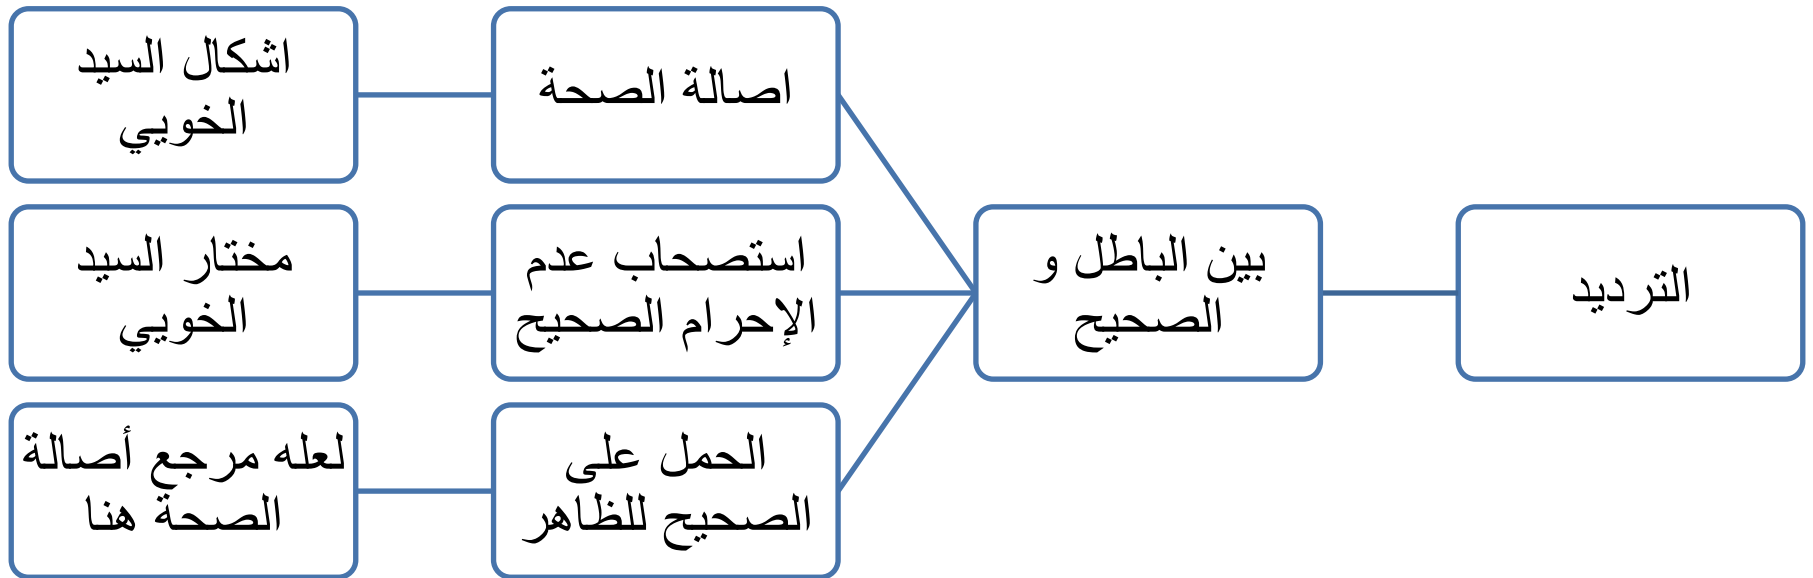 الترديد
بين الباطل و
الصحيح
اصالة الصحة
اشكال السيد
الخويي
استصحاب عدم
الإحرام الصحيح
مختار السيد
الخويي
الحمل على
الصحيح للظاهر
لعله مرجع أصالة
الصحة هنا